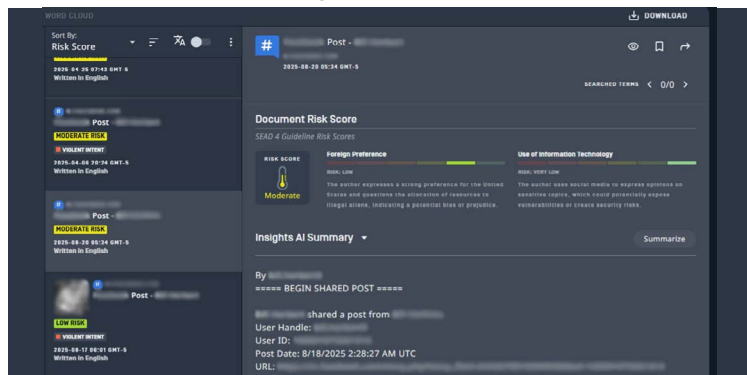 WORD CLOUD
DOWNLOAD
Sort By:
Risk Score
2025-04-25 07:43 GMT-5
Written in English
Post -
MODERATE RISK
VIOLENT INTENT
2025-04-06 20:24 GMT-5
Written in English
Post -
MODERATE RISK
2025-08-20 05:34 GMT-5
Written in English
Post -
LOW RISK
VIOLENT INTENT
2025-08-17 06:01 GMT-5
Written in English
# Post -
2025-08-20 05:34 GMT-5
SEARCHED TERMS < 0/0 >
Document Risk Score
SEAD 4 Guideline Risk Scores
RISK SCORE
Moderate
Foreign Preference
RISK: LOW
The author expresses a strong preference for the United
States and questions the allocation of resources to
illegal aliens, indicating a potential bias or prejudice.
Use of Information Technology
RISK: VERY LOW
The author uses social media to express opinions on
sensitive topics, which could potentially expose
vulnerabilities or create security risks.
Insights AI Summary
Summarize
By
===== BEGIN SHARED POST =====
shared a post from
User Handle:
User ID:
Post Date: 8/18/2025 2:28:27 AM UTC
URL: